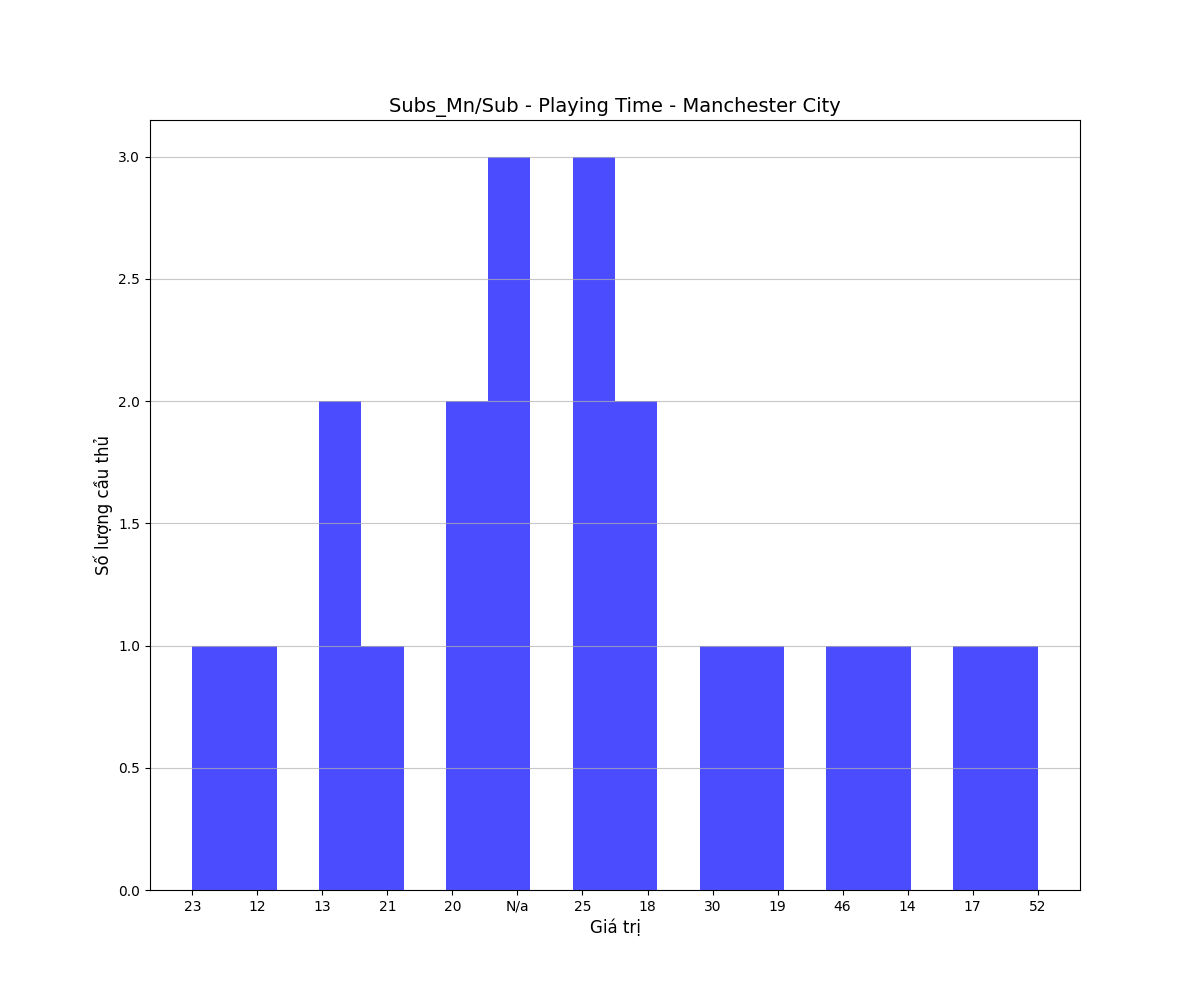 Subs_Mn/Sub - Playing Time - Manchester City
3.0
2.5
2.0
1.5
1.0
0.5
0.0
Số lượng cầu thủ
23 12 13 21 20 N/a 25 18 30 19 46 14 17 52
Giá trị